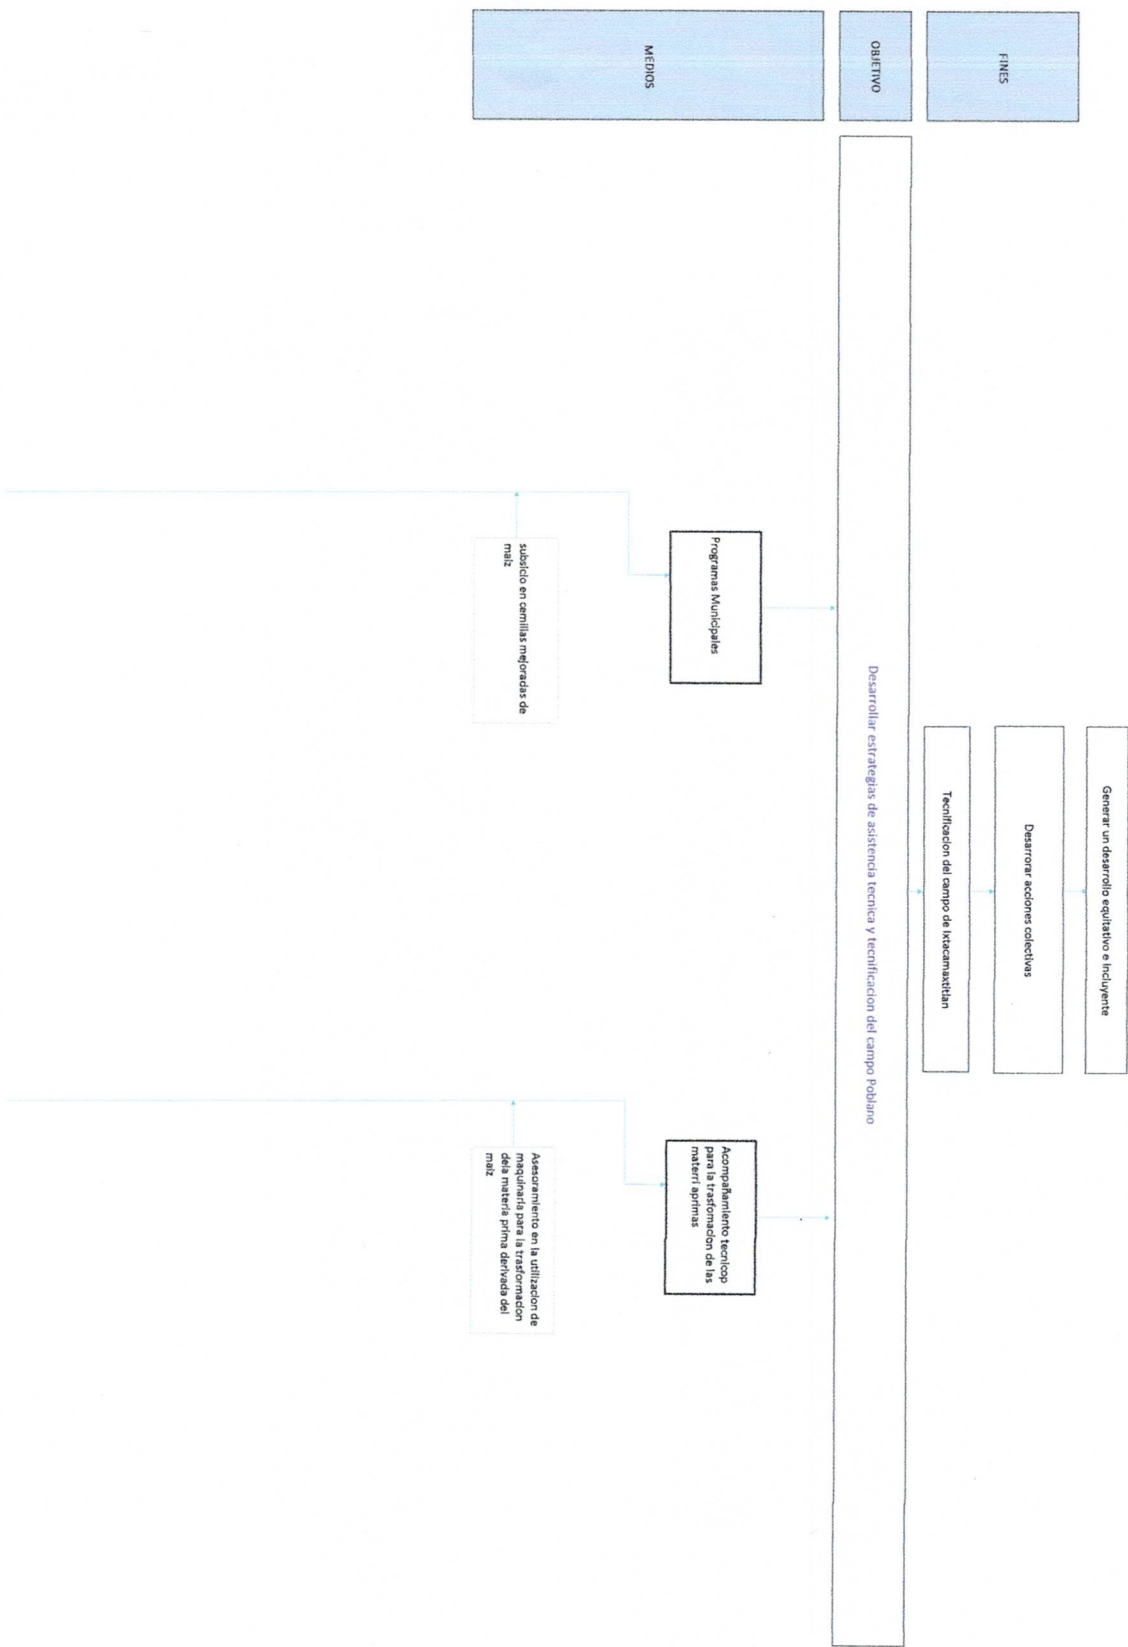 Generar un desarrollo equitativo e incluyente
FINES
Desarrorar acciones colectivas
Tecnificacion del campo de Ixtacamaxtitlan
OBJETIVO
Desarrollar estrategias de asistencia tecnica y tecnificacion del campo Poblano
MEDIOS
Programas Municipales
Acompañamiento tecnicop
para la trasfomacion de las
materri aprimas
subsicio en cemillas mejoradas de
maiz
Asesoramiento en la utilizacion de
maquinaria para la trasformacion
dela materia prima derivada del
maiz